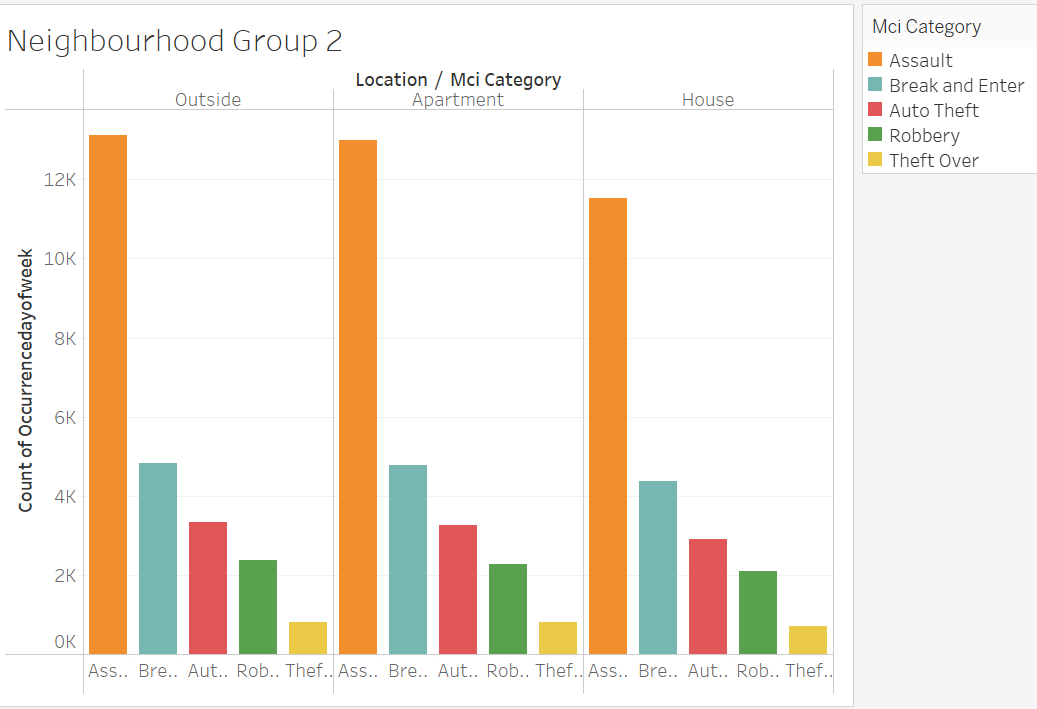 Neighbourhood Group 2
Location / Mci Category
Outside
Apartment
House
Count of Occurrencedayofweek
12K
10K
8K
6K
4K
2K
0K
Ass.. Bre.. Aut.. Rob.. Thef.. Ass.. Bre.. Aut.. Rob.. Thef.. Ass.. Bre.. Aut.. Rob.. Thef..
Mci Category
Assault
Break and Enter
Auto Theft
Robbery
Theft Over